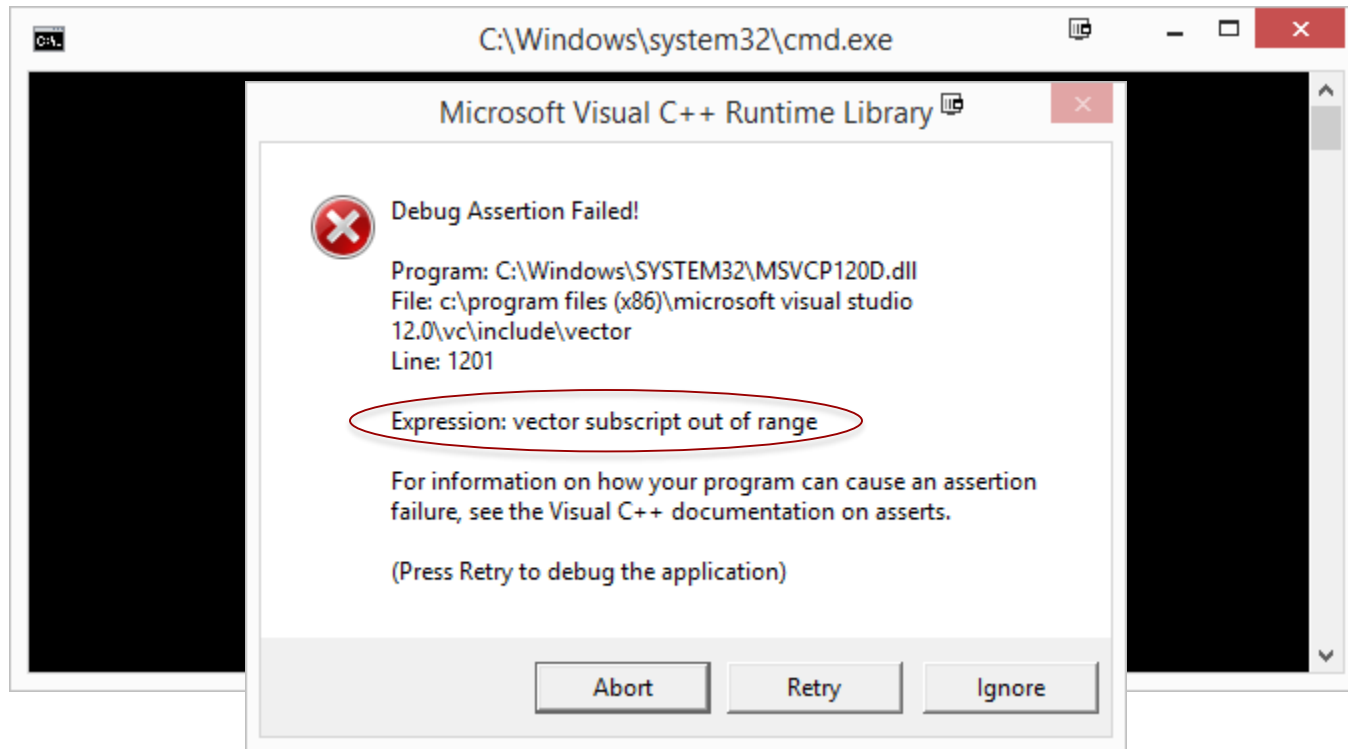 C:\Windows\system32\cmd.exe
Microsoft Visual C++ Runtime Library
Debug Assertion Failed!
Program: C:\Windows\SYSTEM32\MSVCP120D.dll
File: c:\program files (x86)\microsoft visual studio
12.0\vc\include\vector
Line: 1201
Expression: vector subscript out of range
For information on how your program can cause an assertion
failure, see the Visual C++ documentation on asserts.
(Press Retry to debug the application)
Abort Retry Ignore